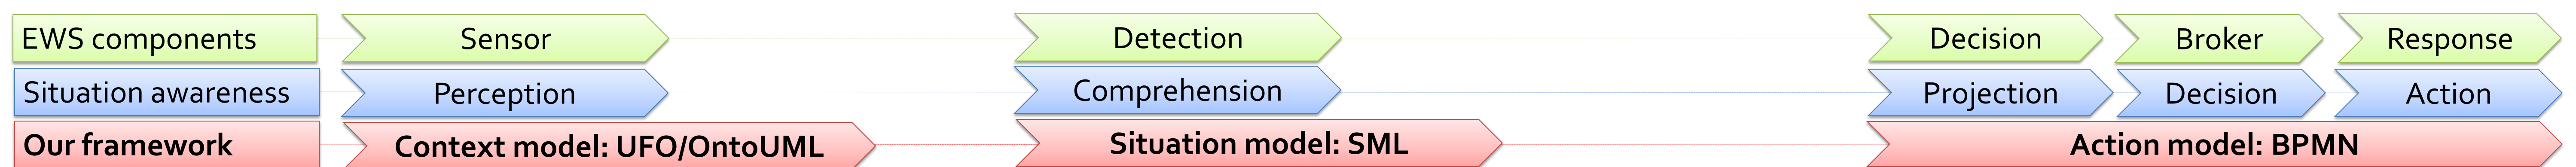 EWS components Sensor Detection Decision Broker Response
Situation awareness Perception Comprehension Projection Decision Action
Our framework Context model: UFO/OntoUML Situation model: SML Action model: BPMN